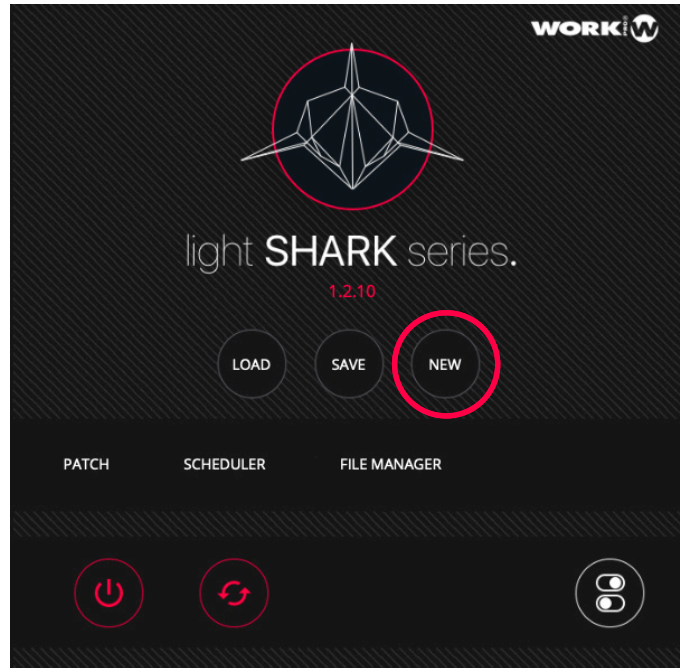 WORK PRO
light SHARK series.
1.2.10
LOAD SAVE NEW
PATCH SCHEDULER FILE MANAGER